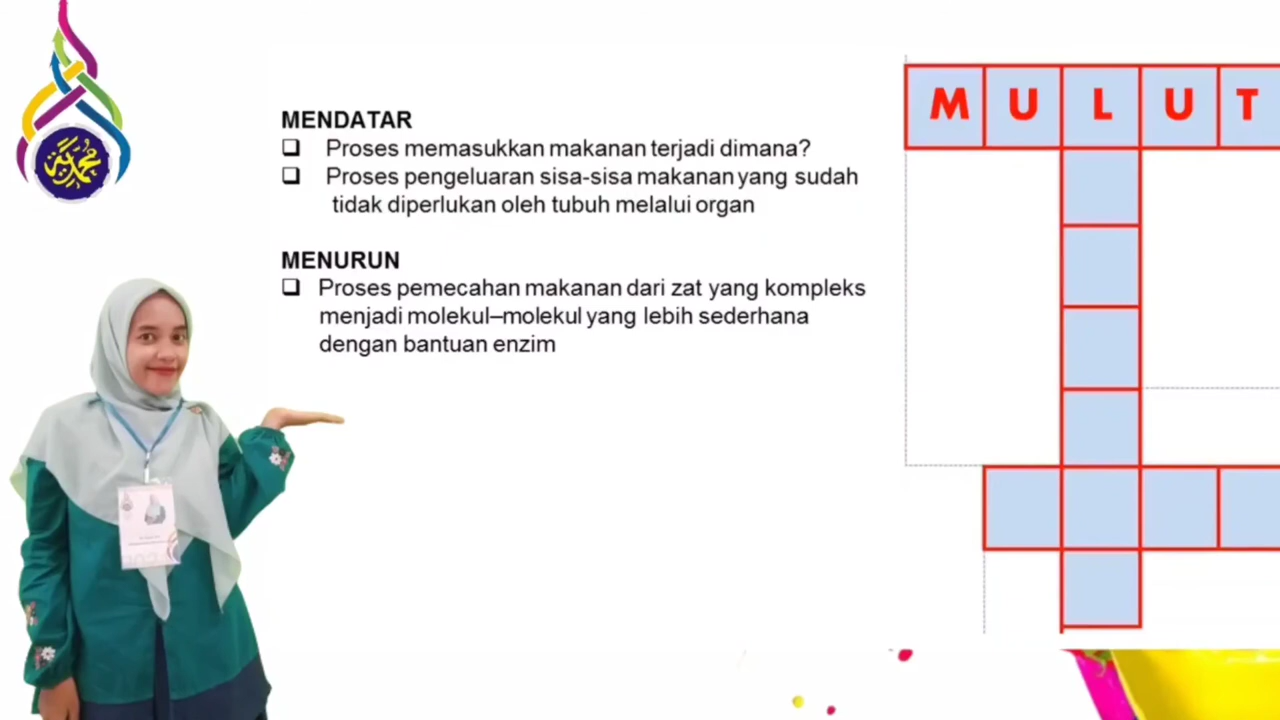 MENDATAR
Proses memasukkan makanan terjadi dimana?
Proses pengeluaran sisa-sisa makanan yang sudah
tidak diperlukan oleh tubuh melalui organ
MENURUN
Proses pemecahan makanan dari zat yang kompleks
menjadi molekul–molekul yang lebih sederhana
dengan bantuan enzim
M U L U T